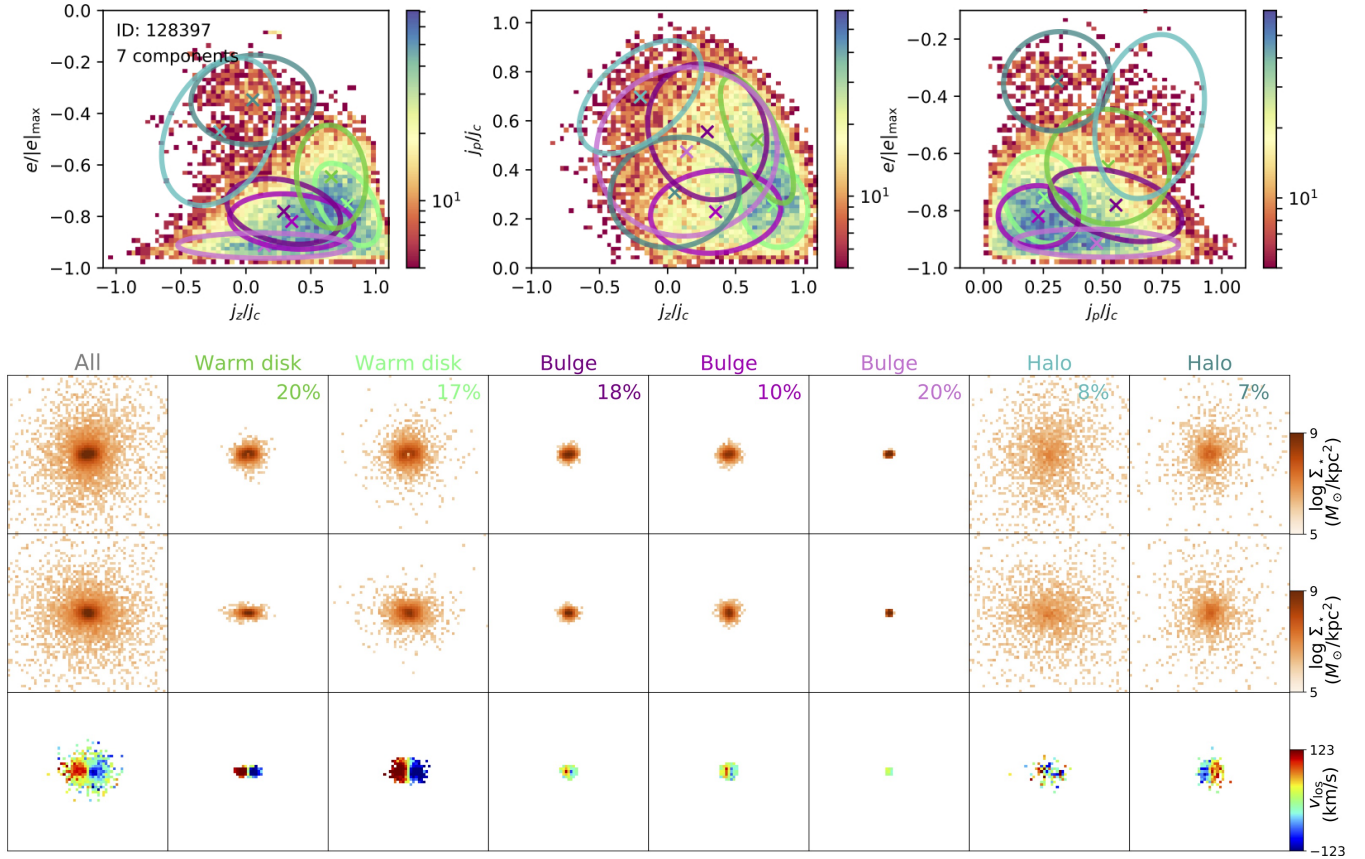 ID: 128397
7 components
0.0
−0.2
−0.4
−0.6
−0.8
−1.0
e/|e|max
−1.0
−0.5
0.0
0.5
1.0
jz/jc
10¹
1.0
0.8
0.6
0.4
0.2
0.0
jp/jc
−1.0
−0.5
0.0
0.5
1.0
jz/jc
10¹
−0.2
−0.4
−0.6
−0.8
−1.0
e/|e|max
0.00
0.25
0.50
0.75
1.00
jp/jc
10¹
All
Warm disk
Warm disk
Bulge
Bulge
Bulge
Halo
Halo
20%
17%
18%
10%
20%
8%
7%
9
5
log Σ⋆
(M⊙/kpc²)
9
5
log Σ⋆
(M⊙/kpc²)
123
−123
vlos
(km/s)